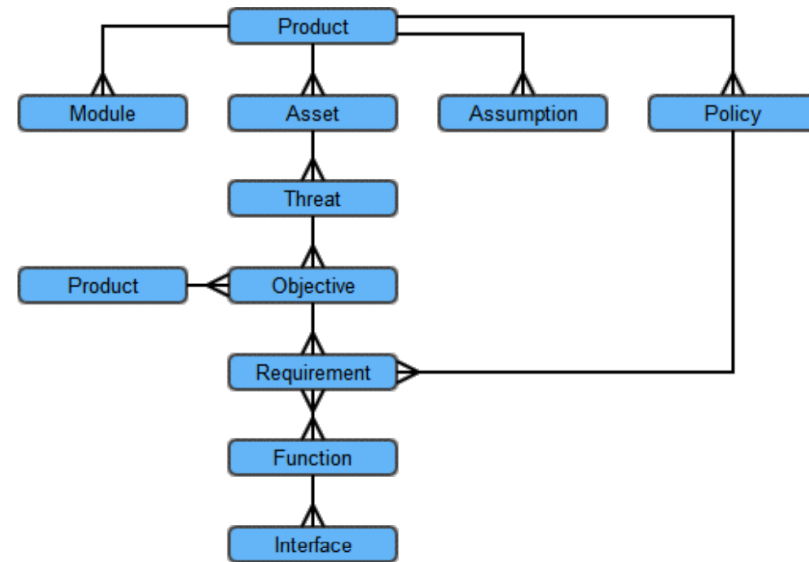 Product
Module
Asset
Assumption
Policy
Threat
Product
Objective
Requirement
Function
Interface